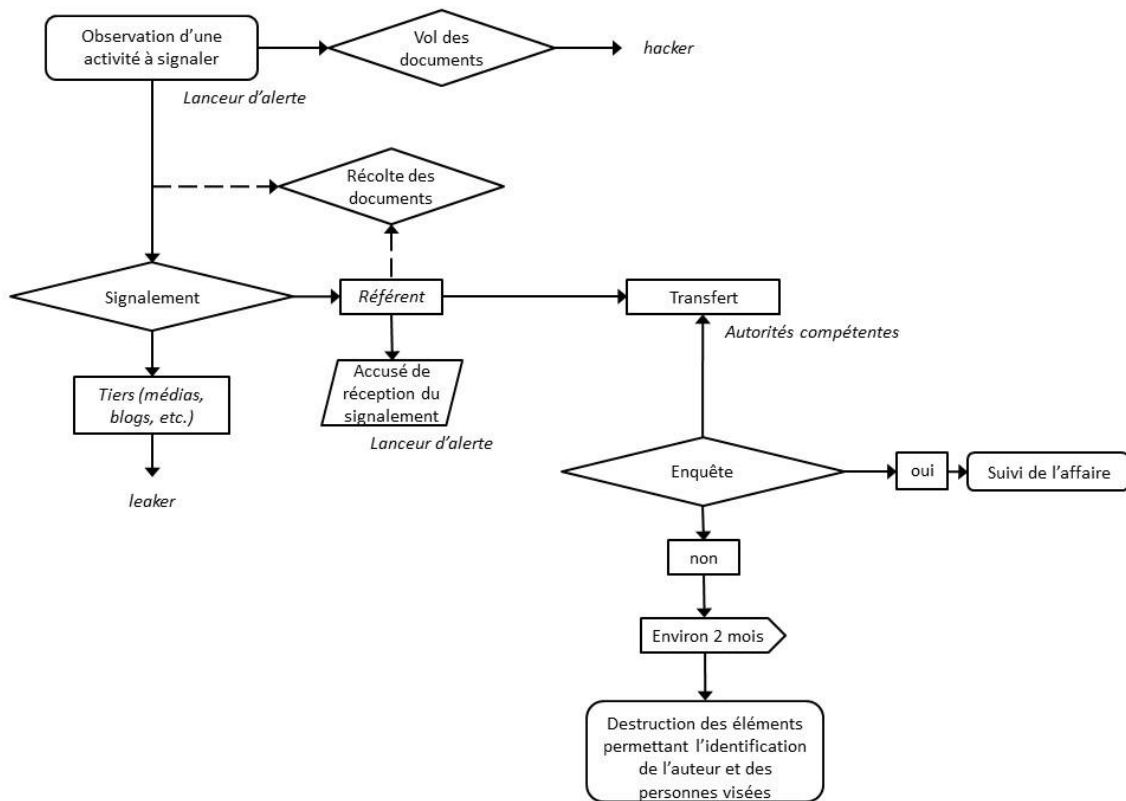 Observation d’une
activité à signaler
Vol des
documents
hacker
Lanceur d’alerte
Récolte des
documents
Signalement
Référent
Transfert
Autorités compétentes
Tiers (médias,
blogs, etc.)
Accusé de
réception du
signalement
Lanceur d’alerte
leaker
Enquête
oui
Suivi de l’affaire
non
Environ 2 mois
Destruction des éléments
permettant l’identification
de l’auteur et des
personnes visées